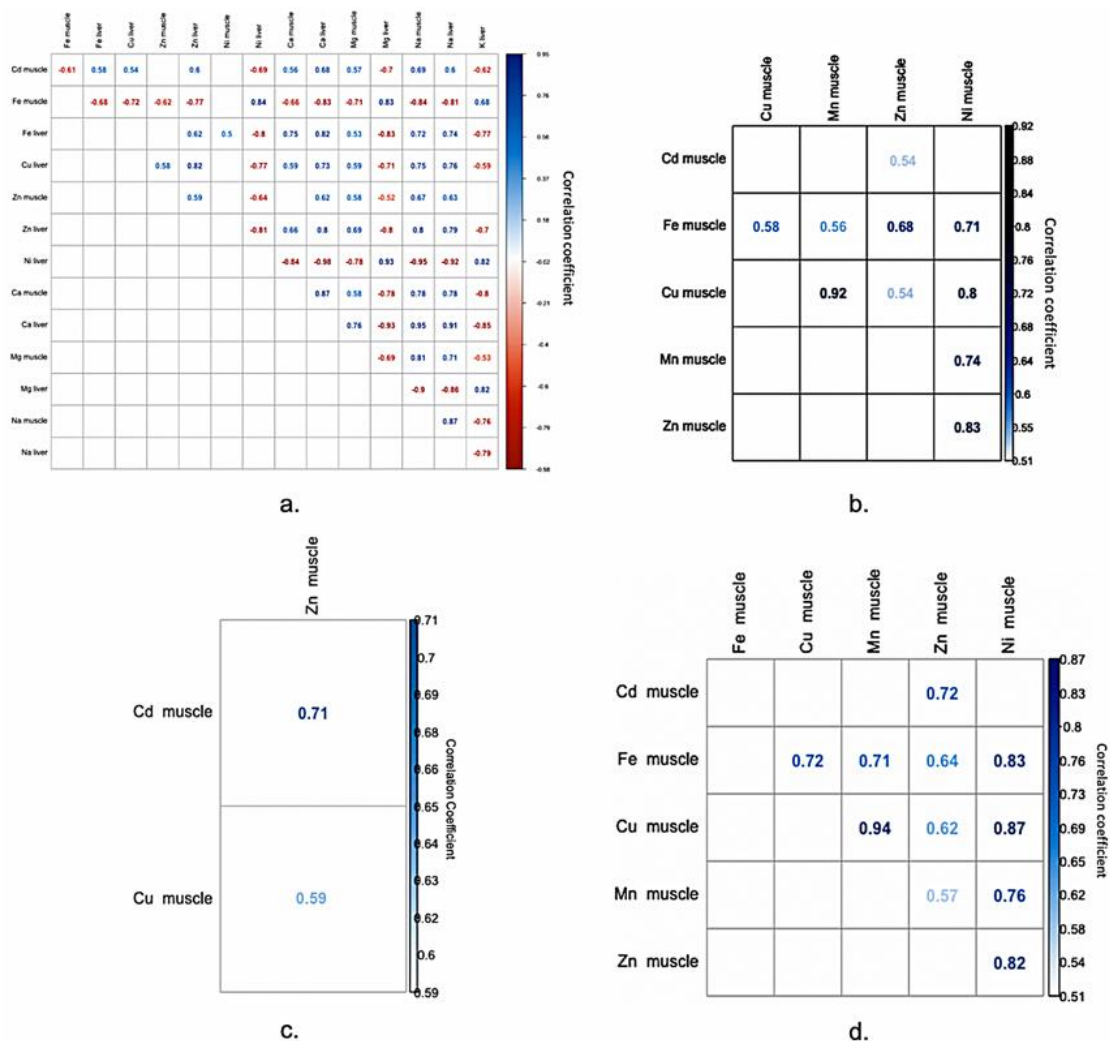 Fe muscle Fe liver Cu liver Zn muscle Zn liver Ni muscle Ni liver Ca muscle Ca liver Mg muscle Mg liver Na muscle Na liver K liver
Cd muscle -0.61 0.58 0.54 0.6 -0.69 0.56 0.68 0.57 -0.7 0.69 0.6 -0.62
Fe muscle -0.68 -0.72 -0.62 -0.77 0.84 -0.66 -0.83 -0.71 0.83 -0.84 -0.81 0.68
Fe liver 0.62 0.5 -0.8 0.75 0.82 0.53 -0.83 0.72 0.74 -0.77
Cu liver 0.58 0.82 -0.77 0.59 0.73 0.59 -0.71 0.75 0.76 -0.59
Zn muscle 0.59 -0.64 0.62 0.58 -0.52 0.67 0.63
Zn liver -0.81 0.66 0.8 0.69 -0.8 0.8 0.79 -0.7
Ni liver -0.84 -0.98 -0.78 0.93 -0.95 -0.92 0.82
Ca muscle 0.87 0.58 -0.78 0.78 0.78 -0.8
Ca liver 0.76 -0.93 0.95 0.91 -0.85
Mg muscle -0.69 0.81 0.71 -0.53
Mg liver -0.9 -0.86 0.82
Na muscle 0.87 -0.76
Na liver -0.79
0.95
0.76
0.56
0.37
0.18
-0.02
-0.21
-0.4
-0.6
-0.79
-0.98
Correlation coefficient
a.
Cu muscle Mn muscle Zn muscle Ni muscle
Cd muscle 0.54
Fe muscle 0.58 0.56 0.68 0.71
Cu muscle 0.92 0.54 0.8
Mn muscle 0.74
Zn muscle 0.83
0.92
0.88
0.84
0.8
0.76
0.72
0.68
0.64
0.6
0.55
0.51
Correlation coefficient
b.
Zn muscle
Cd muscle 0.71
Cu muscle 0.59
0.71
0.7
0.69
0.68
0.66
0.65
0.64
0.63
0.62
0.6
0.59
Correlation Coefficient
c.
Fe muscle Cu muscle Mn muscle Zn muscle Ni muscle
Cd muscle 0.72
Fe muscle 0.72 0.71 0.64 0.83
Cu muscle 0.94 0.62 0.87
Mn muscle 0.57 0.76
Zn muscle 0.82
0.87
0.83
0.8
0.76
0.73
0.69
0.65
0.62
0.58
0.54
0.51
Correlation coefficient
d.